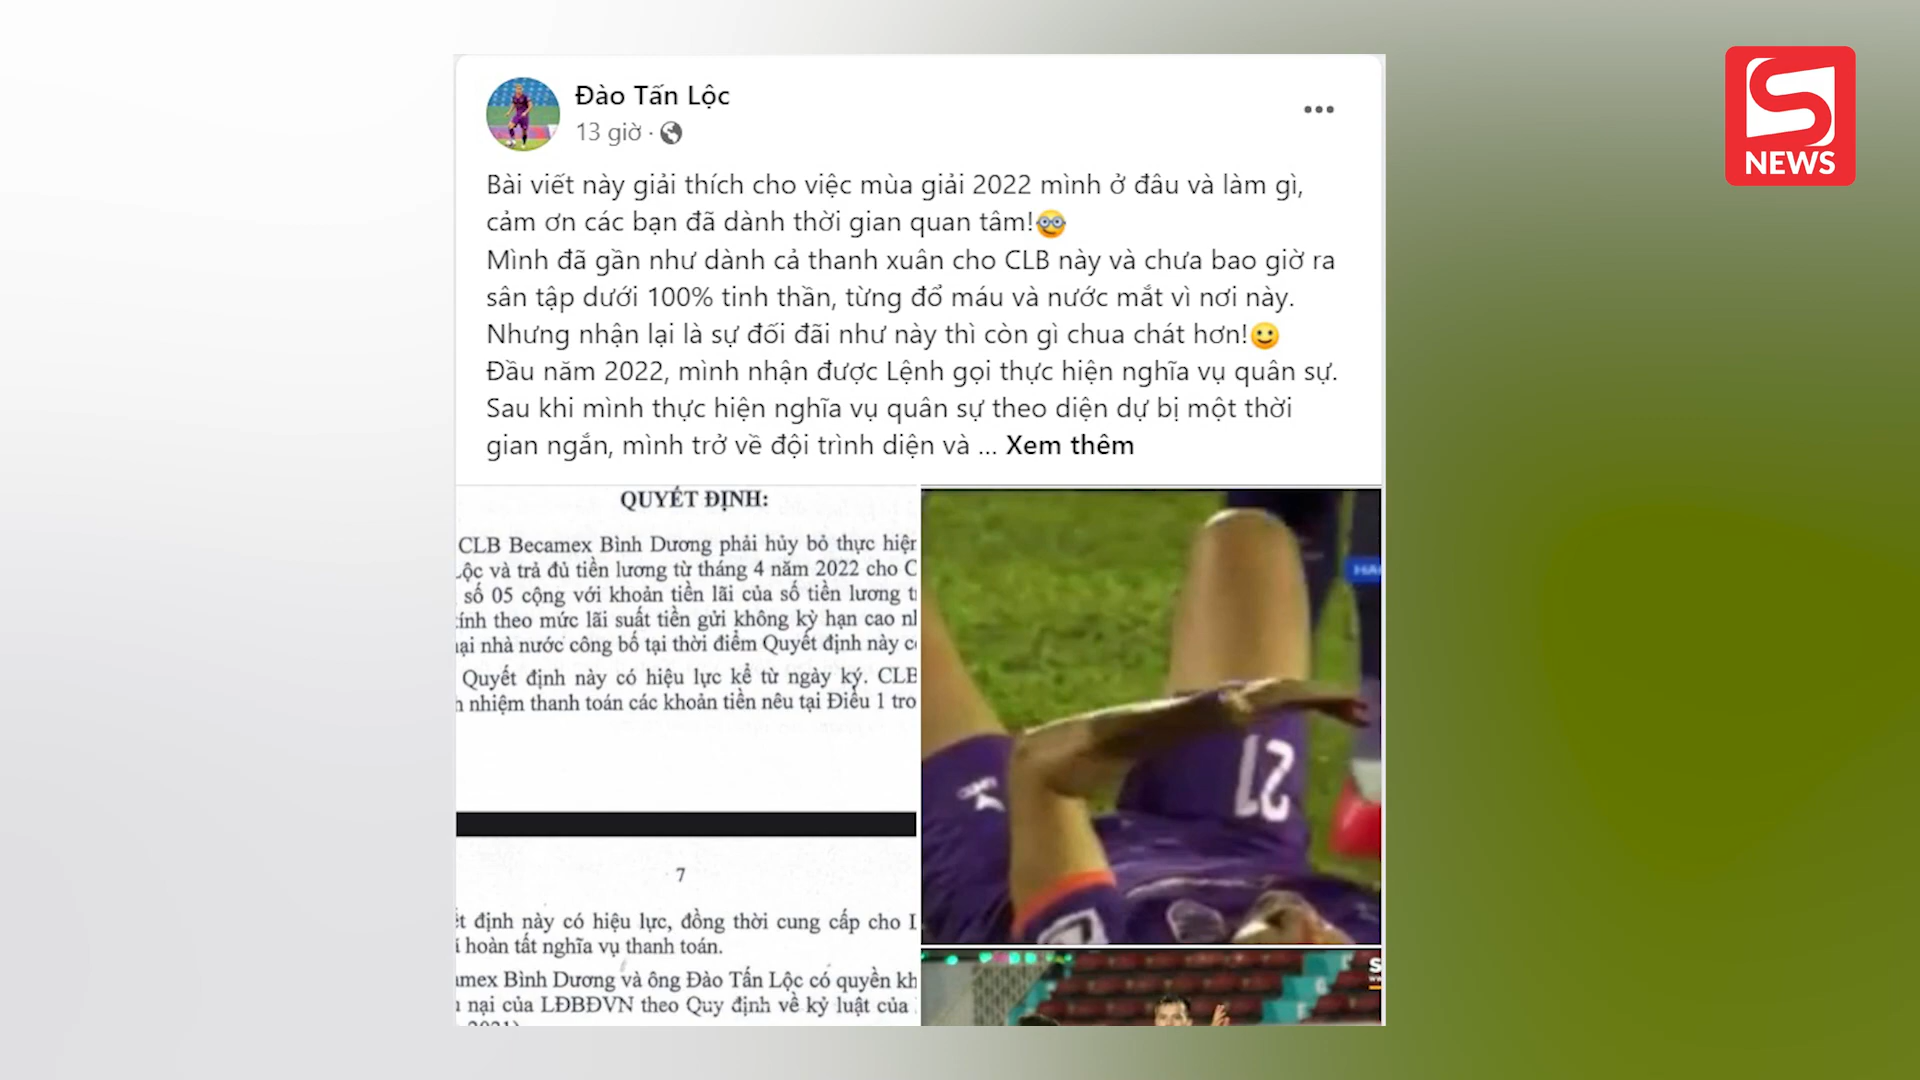 S
NEWS
Đào Tấn Lộc
13 giờ ·
Bài viết này giải thích cho việc mùa giải 2022 mình ở đâu và làm gì,
cảm ơn các bạn đã dành thời gian quan tâm!🤓
Mình đã gần như dành cả thanh xuân cho CLB này và chưa bao giờ ra
sân tập dưới 100% tinh thần, từng đổ máu và nước mắt vì nơi này.
Nhưng nhận lại là sự đối đãi như này thì còn gì chua chát hơn!🙂
Đầu năm 2022, mình nhận được Lệnh gọi thực hiện nghĩa vụ quân sự.
Sau khi mình thực hiện nghĩa vụ quân sự theo diện dự bị một thời
gian ngắn, mình trở về đội trình diện và ... Xem thêm
QUYẾT ĐỊNH:
CLB Becamex Bình Dương phải hủy bỏ thực hiện
Lộc và trả đủ tiền lương từ tháng 4 năm 2022 cho
số 05 cộng với khoản tiền lãi của số tiền lương
tính theo mức lãi suất tiền gửi không kỳ hạn cao
nhà nước công bố tại thời điểm Quyết định này
Quyết định này có hiệu lực kể từ ngày ký. CLB
nhiệm thanh toán các khoản tiền nêu tại Điều 1
7
định này có hiệu lực, đồng thời cung cấp cho
hoàn tất nghĩa vụ thanh toán.
mex Bình Dương và ông Đào Tấn Lộc có quyền
nại của LĐBĐVN theo Quy định về kỷ luật của
21